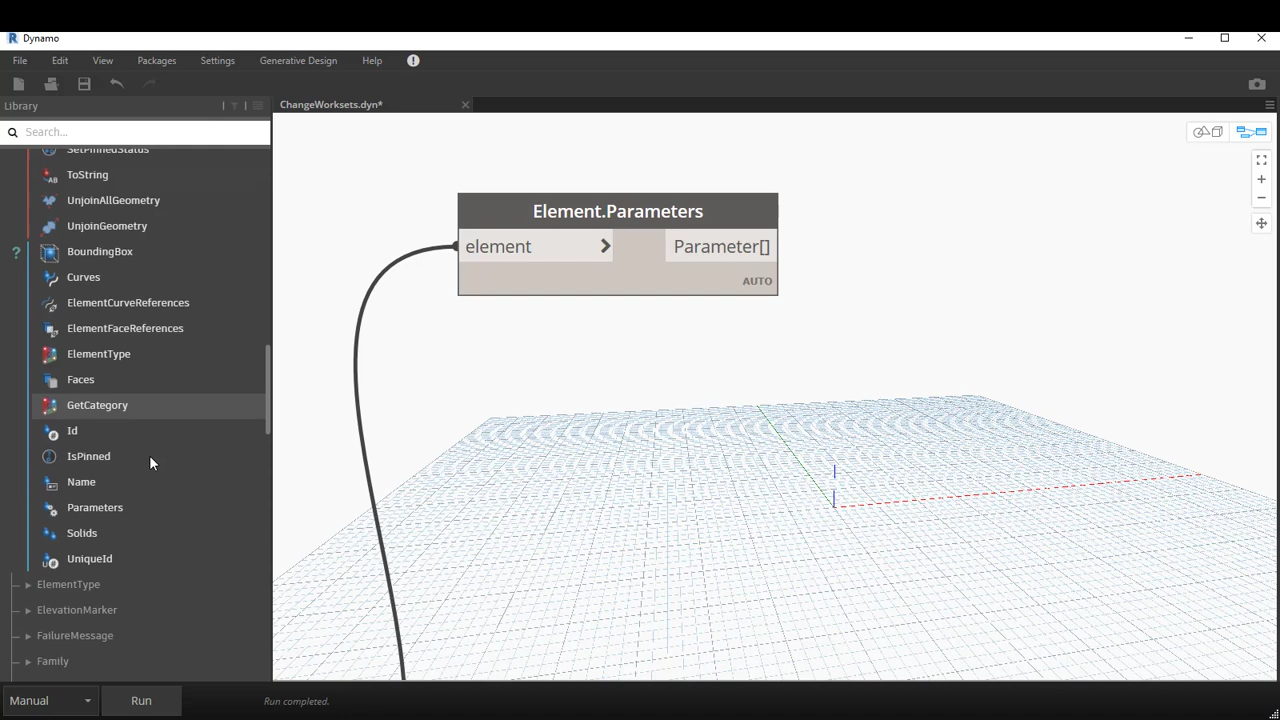 Dynamo
File Edit View Packages Settings Generative Design Help
Library
ChangeWorksets.dyn*
Search...
SetPinnedStatus
ToString
UnjoinAllGeometry
UnjoinGeometry
BoundingBox
Curves
ElementCurveReferences
ElementFaceReferences
ElementType
Faces
GetCategory
Id
IsPinned
Name
Parameters
Solids
UniqueId
ElementType
ElevationMarker
FailureMessage
Family
Element.Parameters
element
Parameter[]
AUTO
Manual
Run
Run completed.